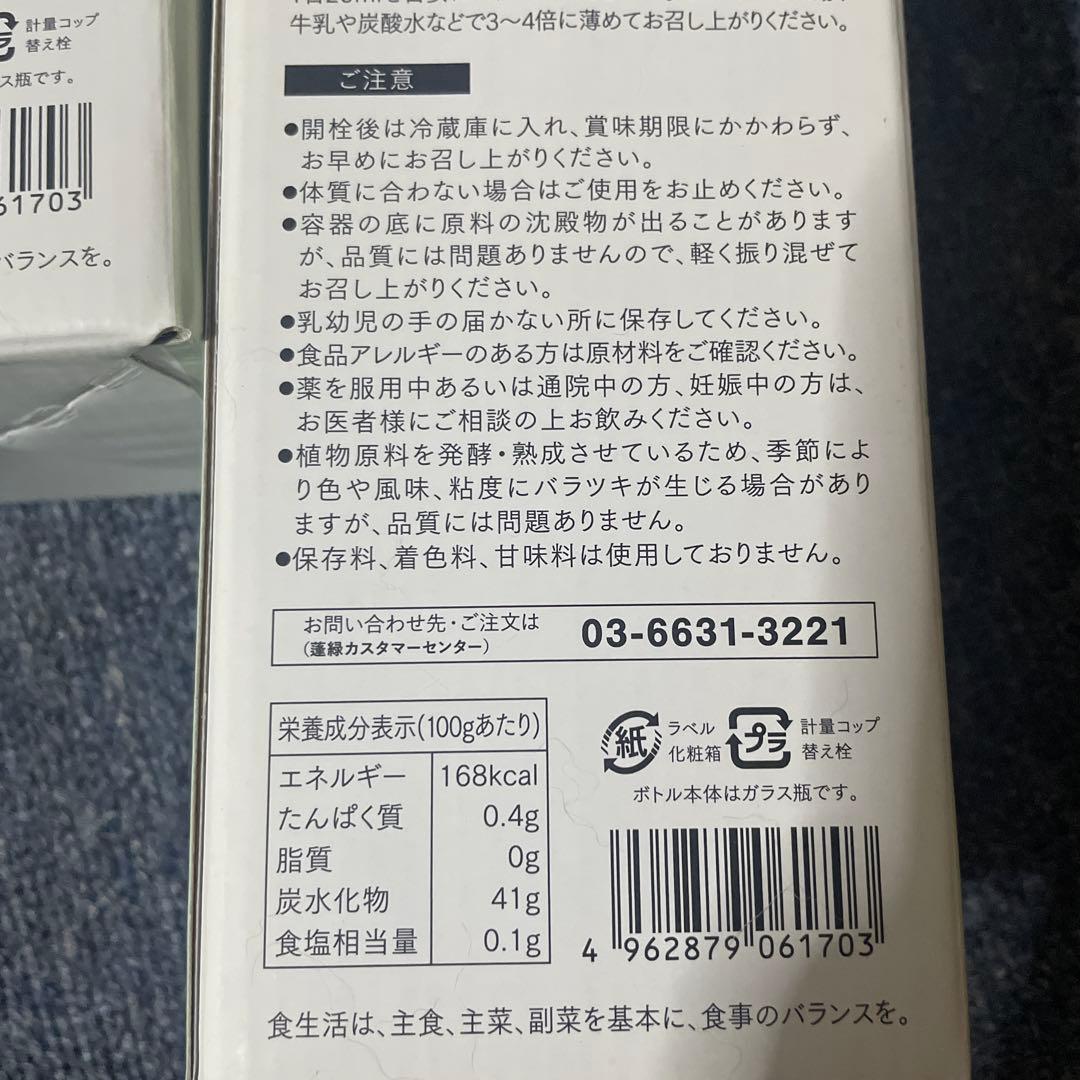 計量コップ
替え栓
ス瓶です。
61703
バランスを。
牛乳や炭酸水などで3〜4倍に薄めてお召し上がりください。
ご注意
●開栓後は冷蔵庫に入れ、賞味期限にかかわらず、
お早めにお召し上がりください。
●体質に合わない場合はご使用をお止めください。
●容器の底に原料の沈殿物が出ることがあります
が、品質には問題ありませんので、軽く振り混ぜて
お召し上がりください。
●乳幼児の手の届かない所に保存してください。
●食品アレルギーのある方は原材料をご確認ください。
●薬を服用中あるいは通院中の方、妊娠中の方は、
お医者様にご相談の上お飲みください。
●植物原料を発酵・熟成させているため、季節によ
り色や風味、粘度にバラツキが生じる場合があり
ますが、品質には問題ありません。
●保存料、着色料、甘味料は使用しておりません。
お問い合わせ先・ご注文は
(蓬緑カスタマーセンター)
03-6631-3221
栄養成分表示(100gあたり)
エネルギー 168kcal
たんぱく質 0.4g
脂質 0g
炭水化物 41g
食塩相当量 0.1g
紙
ラベル
化粧箱
プラ
計量コップ
替え栓
ボトル本体はガラス瓶です。
4 962879 061703
食生活は、主食、主菜、副菜を基本に、食事のバランスを。